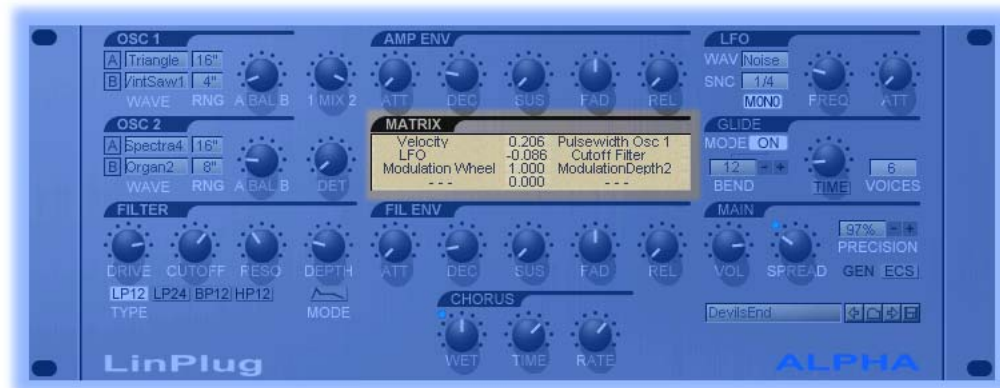 OSC 1
A Triangle 16"
B VintSaw1 4"
WAVE RNG A BAL B 1 MIX 2
AMP ENV
ATT DEC SUS FAD REL
LFO
WAV Noise
SNC 1/4
MONO FREQ ATT
OSC 2
A Spectra4 16"
B Organ2 8"
WAVE RNG A BAL B DET
MATRIX
Velocity 0.206 Pulsewidth Osc 1
LFO -0.086 Cutoff Filter
Modulation Wheel 1.000 ModulationDepth2
- - - 0.000 - - -
GLIDE
MODE ON
12 - + 6
BEND TIME VOICES
FILTER
DRIVE CUTOFF RESO DEPTH
LP12 LP24 BP12 HP12
TYPE MODE
FIL ENV
ATT DEC SUS FAD REL
MAIN
97% - +
PRECISION
VOL SPREAD GEN ECS
CHORUS
WET TIME RATE
DevilsEnd
LinPlug
ALPHA